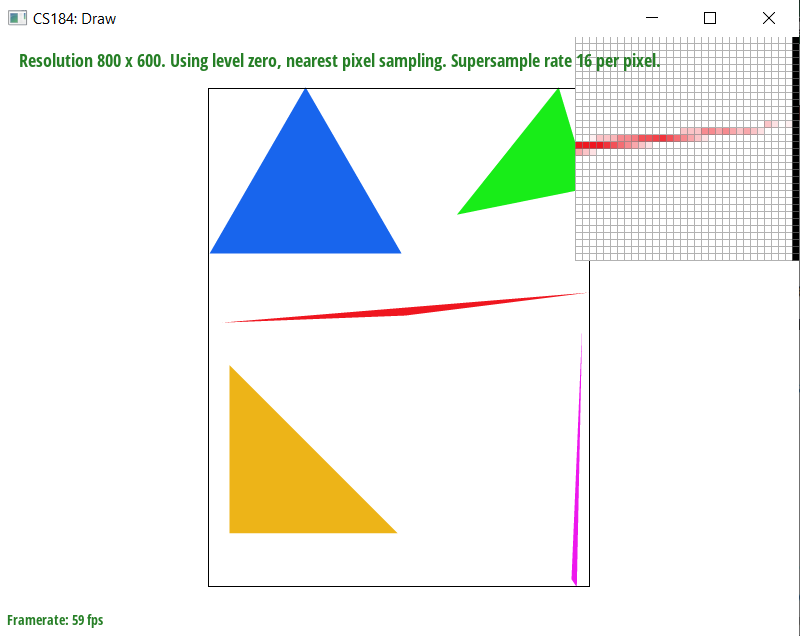 CS184: Draw
Resolution 800 x 600. Using level zero, nearest pixel sampling. Supersample rate 16 per pixel.
Framerate: 59 fps